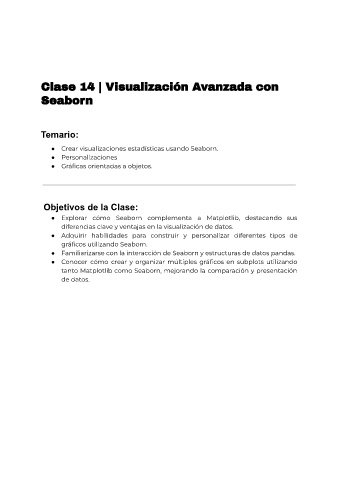 Clase 14 | Visualización Avanzada con
Seaborn
Temario:
● Crear visualizaciones estadísticas usando Seaborn.
● Personalizaciones
● Gráficas orientadas a objetos.
Objetivos de la Clase:
● Explorar cómo Seaborn complementa a Matplotlib, destacando sus
diferencias clave y ventajas en la visualización de datos.
● Adquirir habilidades para construir y personalizar diferentes tipos de
gráficos utilizando Seaborn.
● Familiarizarse con la interacción de Seaborn y estructuras de datos pandas.
● Conocer cómo crear y organizar múltiples gráficos en subplots utilizando
tanto Matplotlib como Seaborn, mejorando la comparación y presentación
de datos.